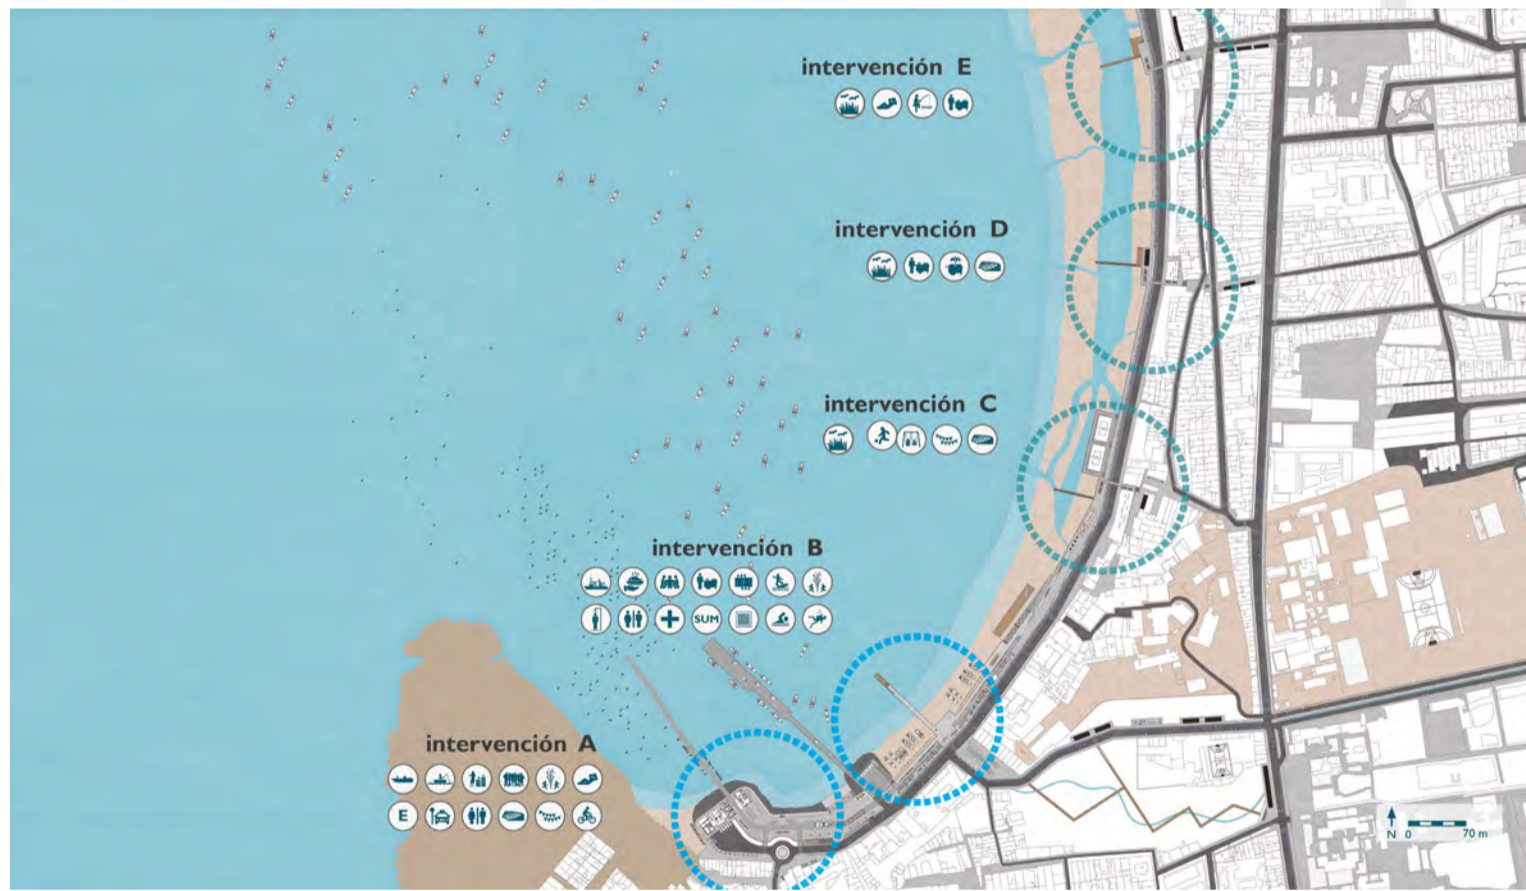 intervención E
intervención D
intervención C
intervención B
SUM
intervención A
E
N 0 70 m